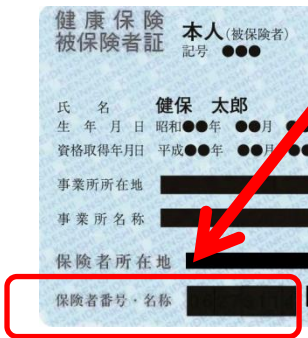 健康保険
被保険者証
本人(被保険者)
記号 ●●●
氏名 健保 太郎
生年月日 昭和●●年 ●●月
資格取得年月日 平成●●年 ●●月
事業所所在地
事業所名称
保険者所在地
保険者番号・名称